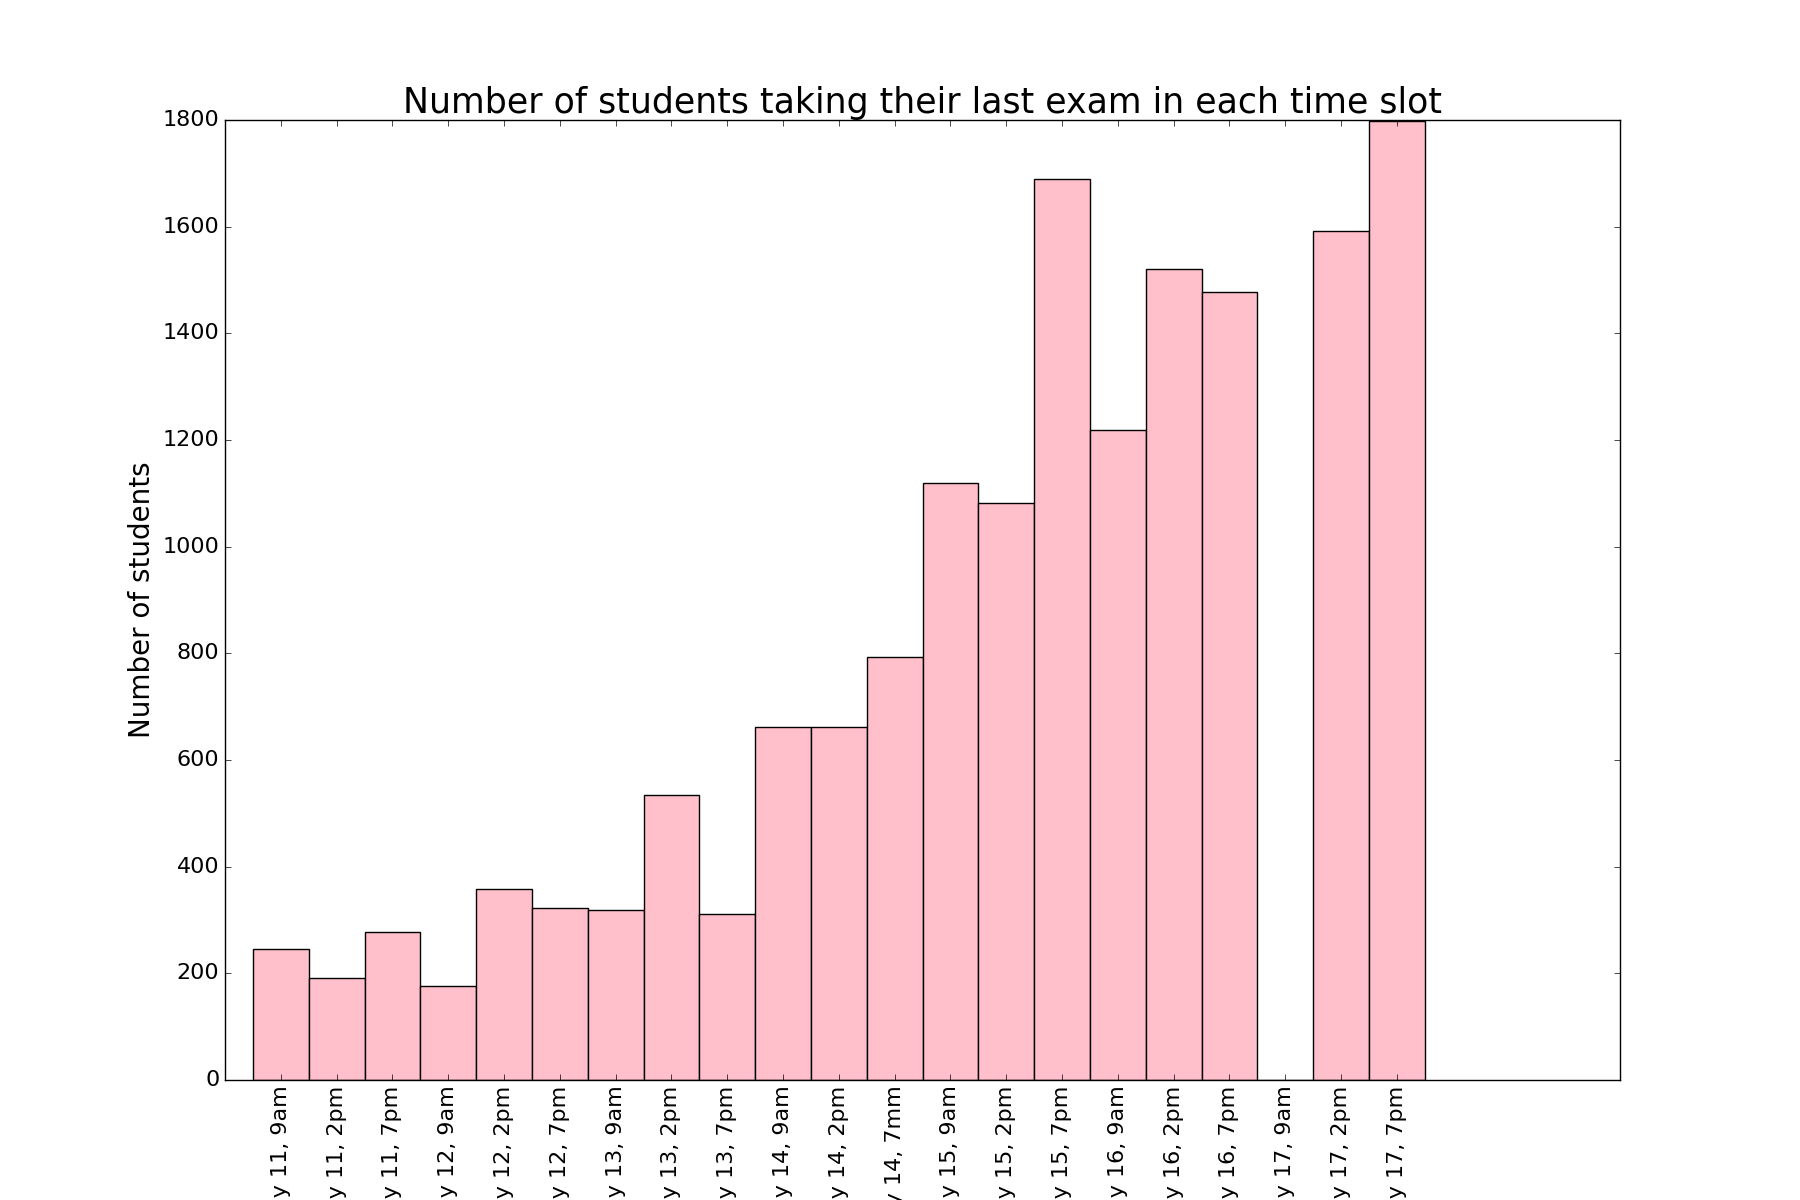 Number of students taking their last exam in each time slot
Number of students
1800
1600
1400
1200
1000
800
600
400
200
0
y 11, 9am
y 11, 2pm
y 11, 7pm
y 12, 9am
y 12, 2pm
y 12, 7pm
y 13, 9am
y 13, 2pm
y 13, 7pm
y 14, 9am
y 14, 2pm
y 14, 7mm
y 15, 9am
y 15, 2pm
y 15, 7pm
y 16, 9am
y 16, 2pm
y 16, 7pm
y 17, 9am
y 17, 2pm
y 17, 7pm